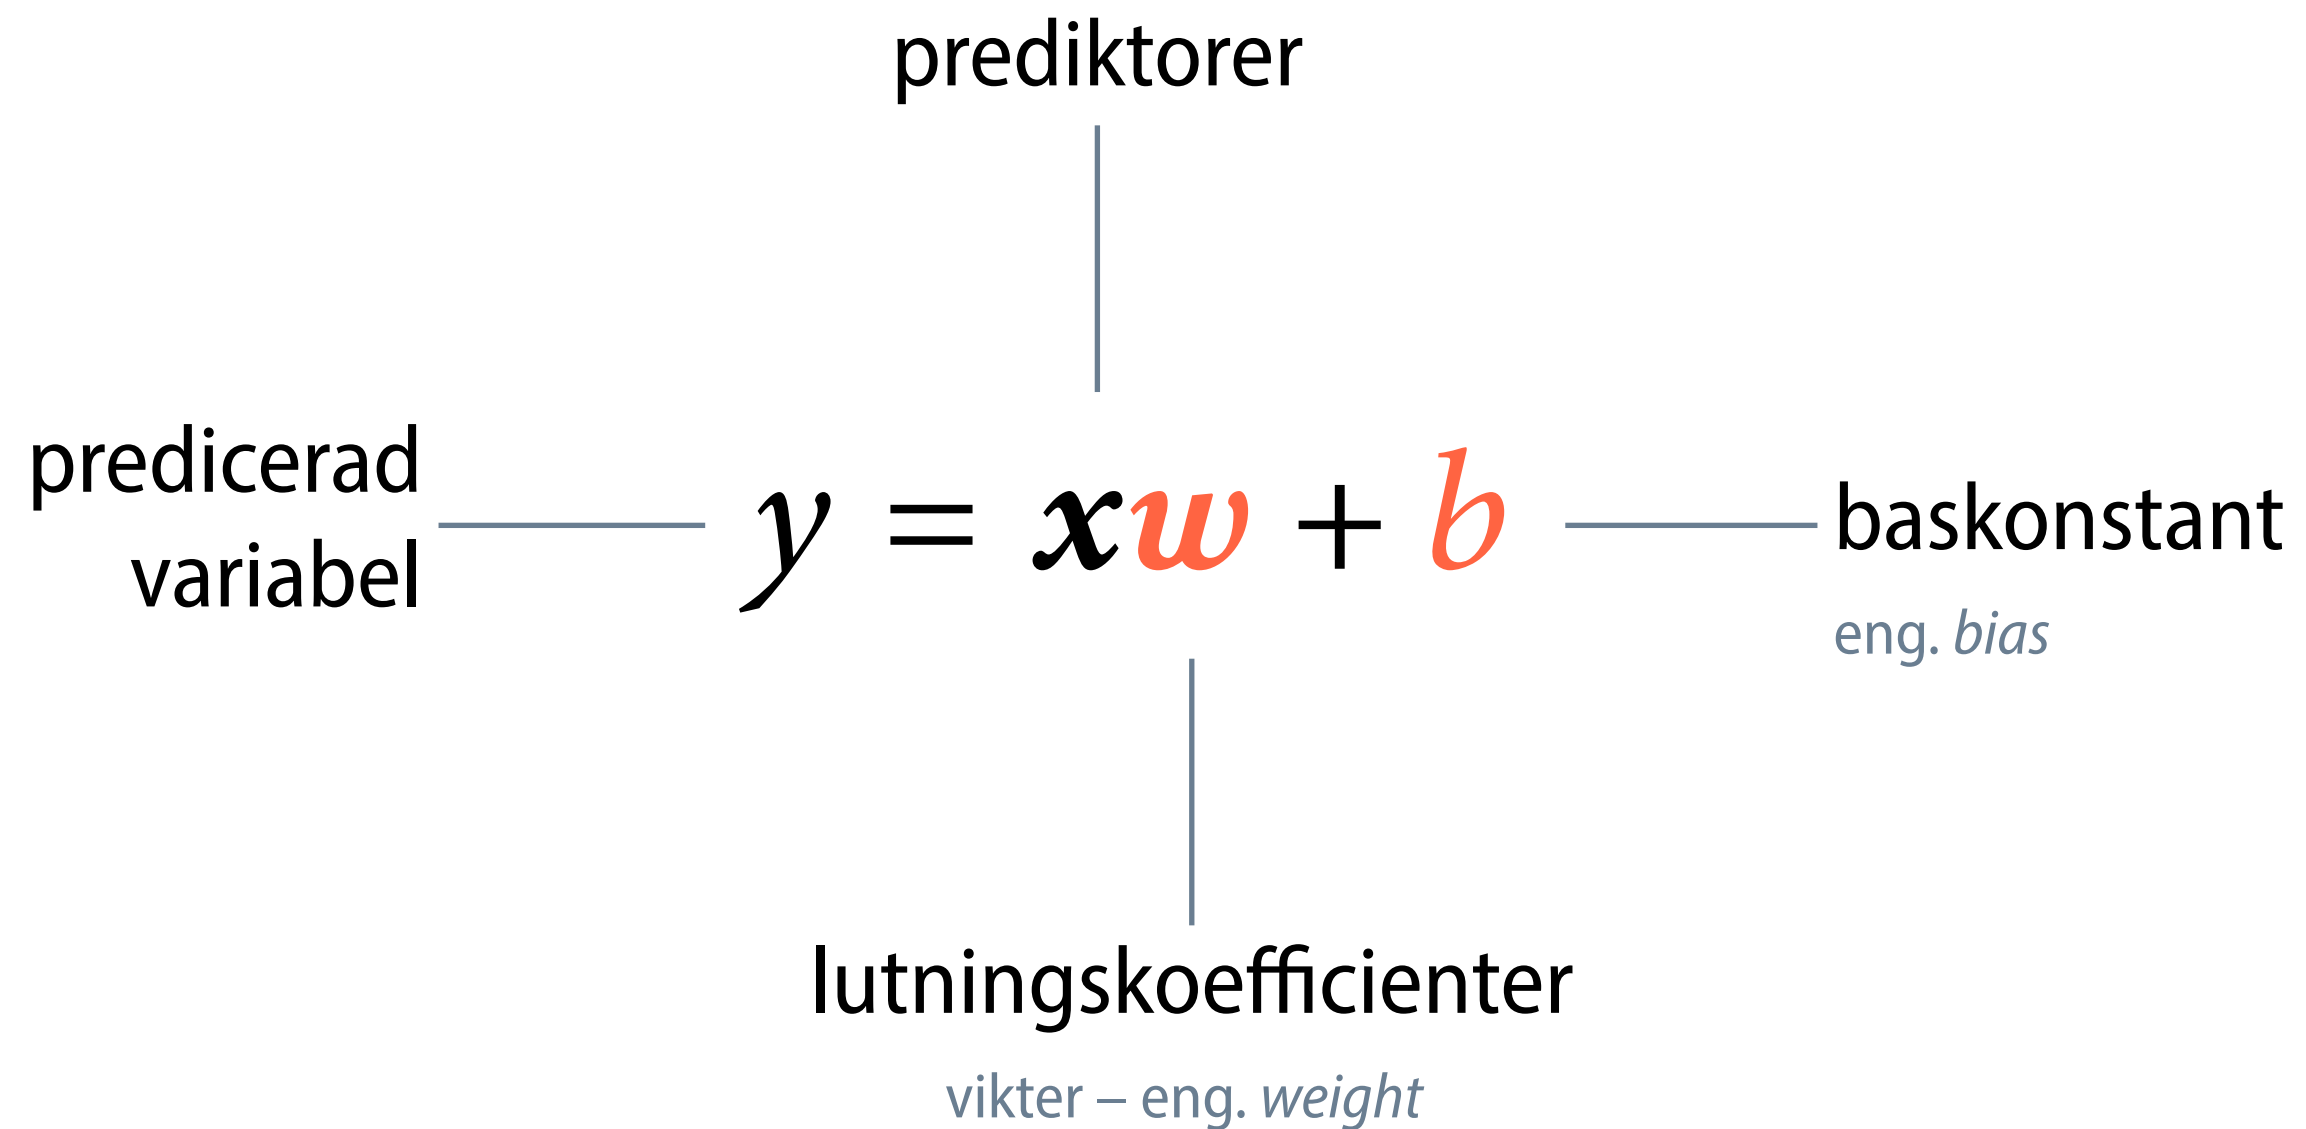 prediktorer
predicerad
variabel
y = xw + b
baskonstant
eng. bias
lutningskoefficienter
vikter – eng. weight